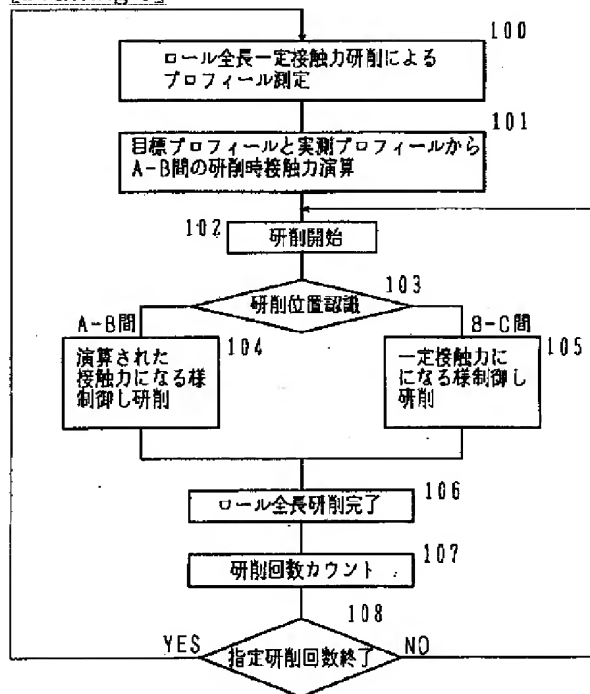 100
ロール全長一定接触力研削による
プロフィール測定
101
目標プロフィールと実測プロフィールから
A-B間の研削時接触力演算
102
研削開始
103
研削位置認識
A-B間
B-C間
104
演算された
接触力になる様
制御し研削
105
一定接触力に
になる様制御し
研削
106
ロール全長研削完了
107
研削回数カウント
108
YES
指定研削回数終了
NO